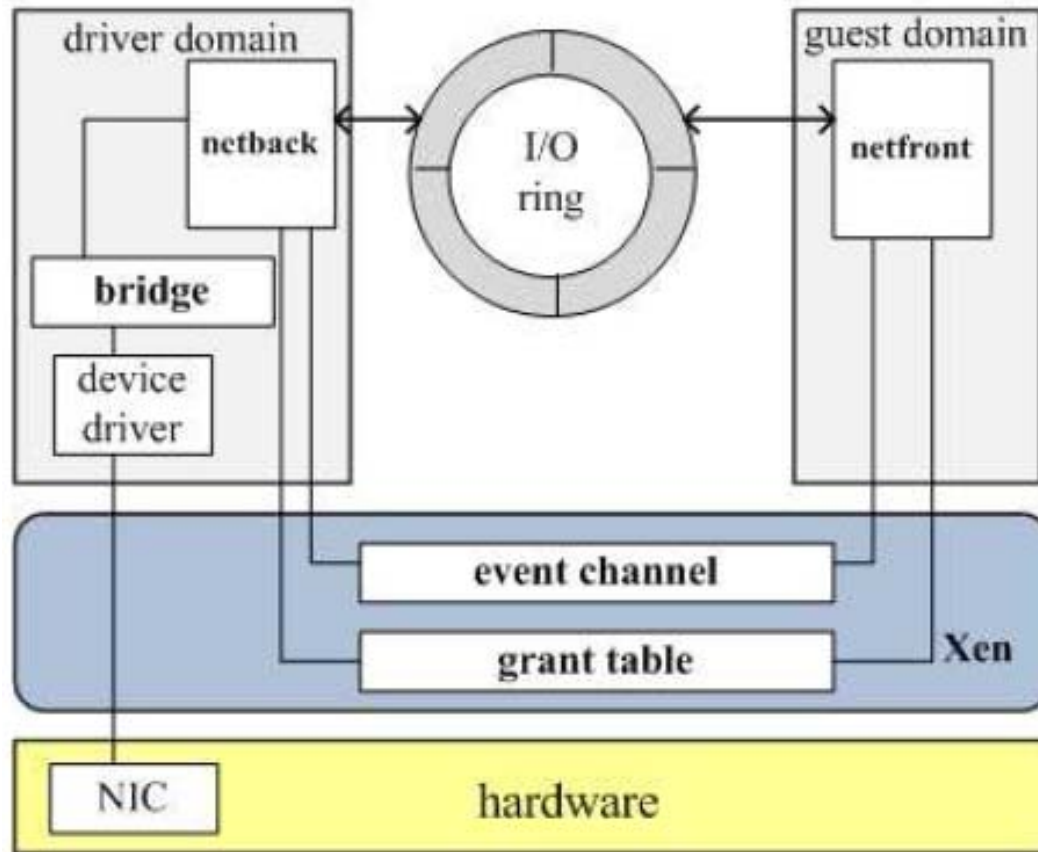 driver domain
guest domain
netback
I/O
ring
netfront
bridge
device
driver
event channel
grant table
Xen
NIC
hardware